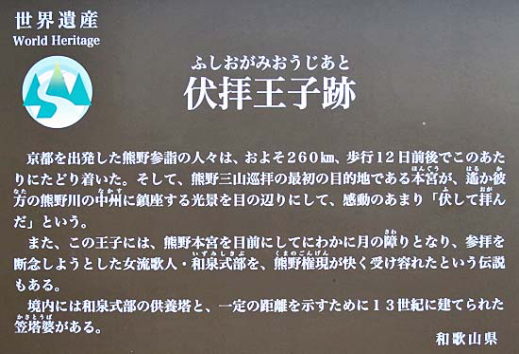 世界遺産
World Heritage
ふしおがみおうじあと
伏拝王子跡
京都を出発した熊野参詣の人々は、およそ260㎞、歩行12日前後でこのあた
りにたどり着いた。そして、熊野三山巡拝の最初の目的地である本宮が、遙か彼
方の熊野川の中州に鎮座する光景を目の辺りにして、感動のあまり「伏して拝ん
だ」という。
また、この王子には、熊野本宮を目前にしてにわかに月の障りとなり、参拝を
断念しようとした女流歌人・和泉式部を、熊野権現が快く受け容れたという伝説
もある。
境内には和泉式部の供養塔と、一定の距離を示すために13世紀に建てられた
笠塔婆がある。
和歌山県